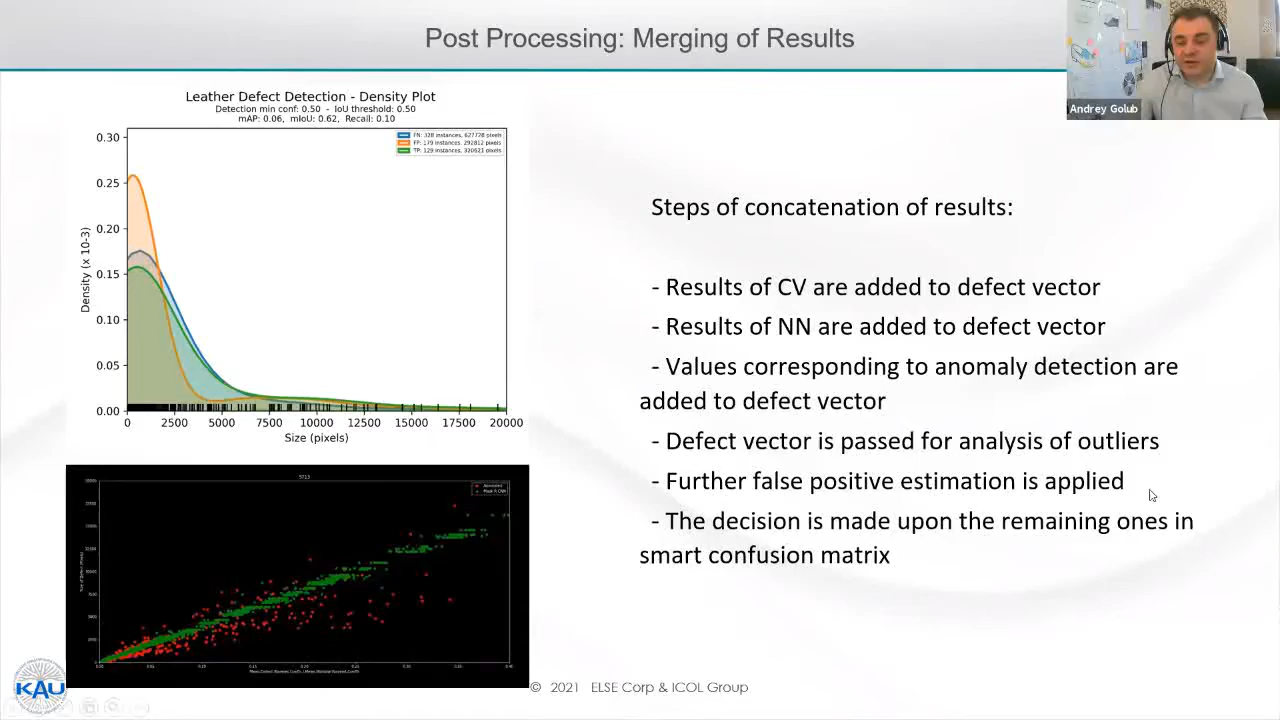 Post Processing: Merging of Results
Andrey Golub
Leather Defect Detection - Density Plot
Detection min conf: 0.50 - IoU threshold: 0.50
mAP: 0.06, mIoU: 0.62, Recall: 0.10
FN: 328 instances, 627728 pixels
FP: 179 instances, 292812 pixels
TP: 129 instances, 320621 pixels
0.30
0.25
0.20
0.15
0.10
0.05
0.00
Density (x 10-3)
0 2500 5000 7500 10000 12500 15000 17500 20000
Size (pixels)
Steps of concatenation of results:
- Results of CV are added to defect vector
- Results of NN are added to defect vector
- Values corresponding to anomaly detection are
added to defect vector
- Defect vector is passed for analysis of outliers
- Further false positive estimation is applied
- The decision is made upon the remaining ones in
smart confusion matrix
KAU
© 2021 ELSE Corp & ICOL Group